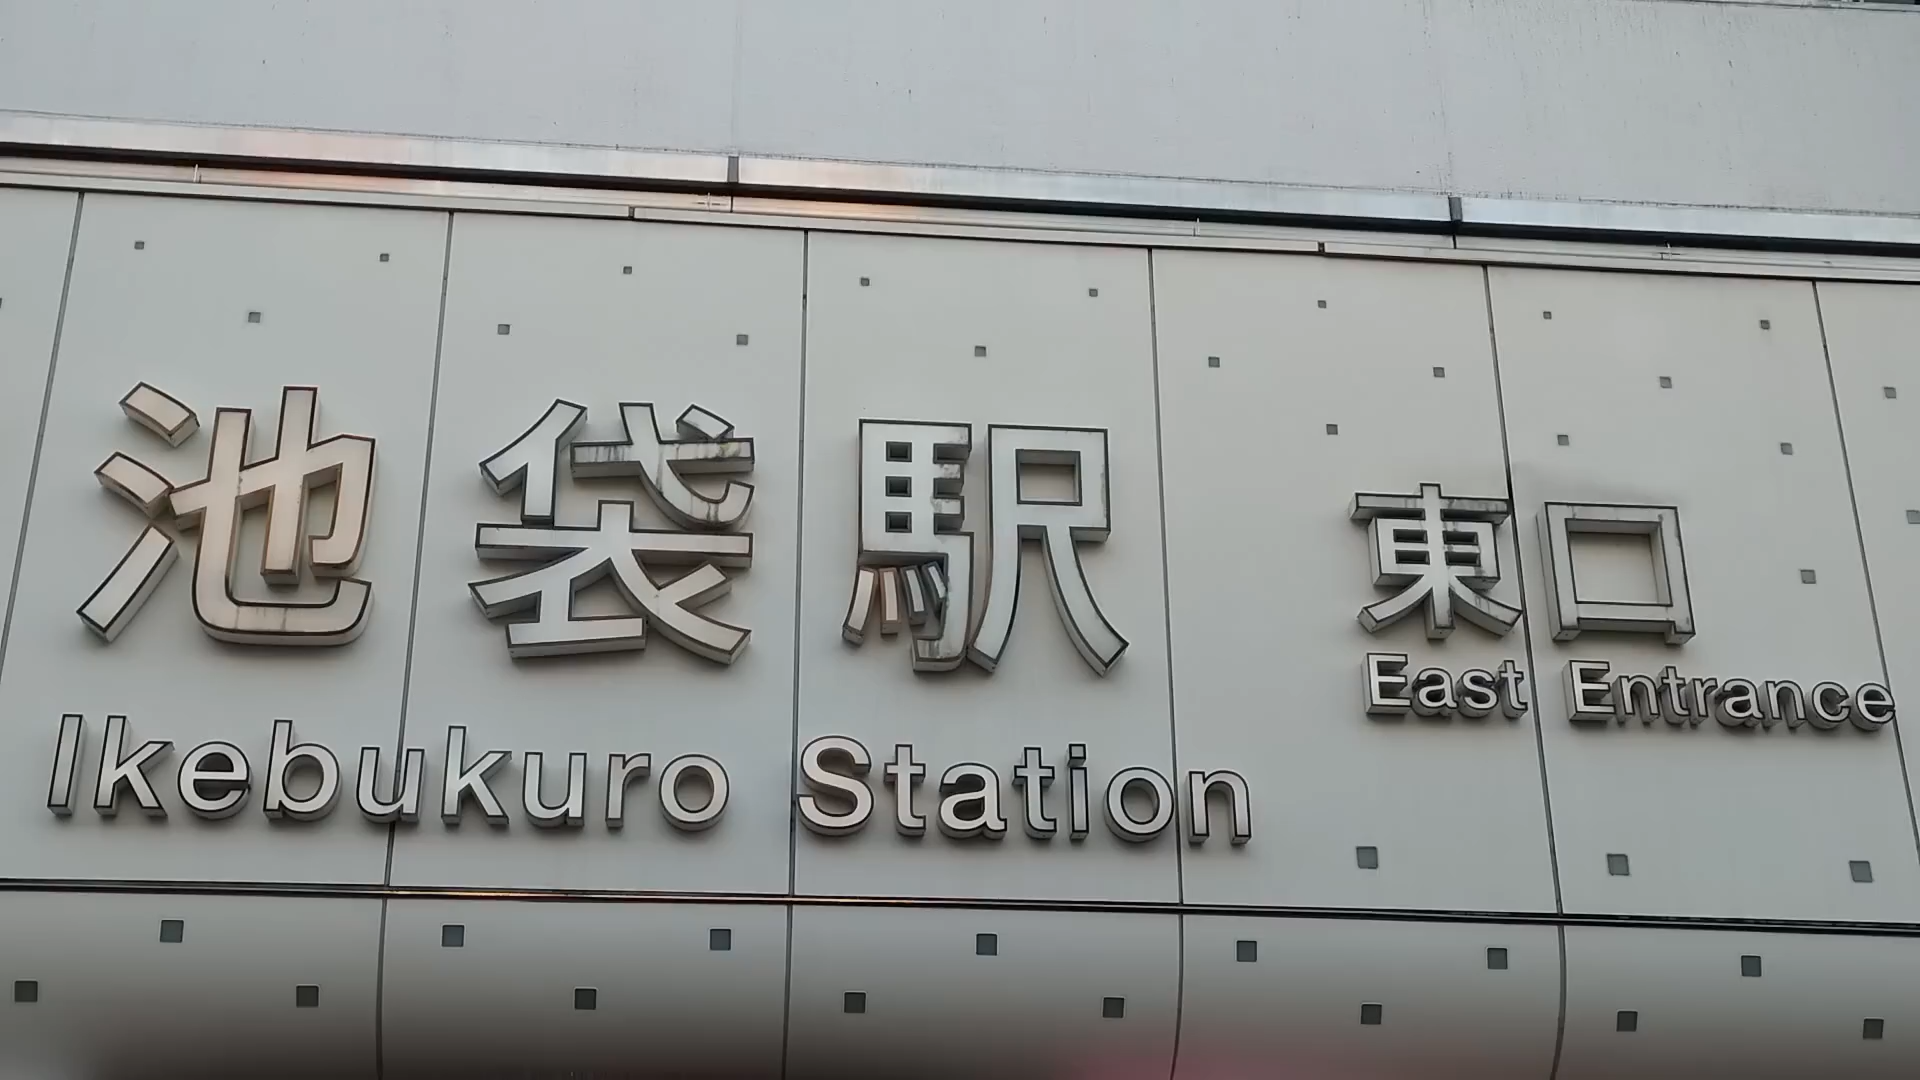 池袋駅
Ikebukuro Station
東口
East Entrance